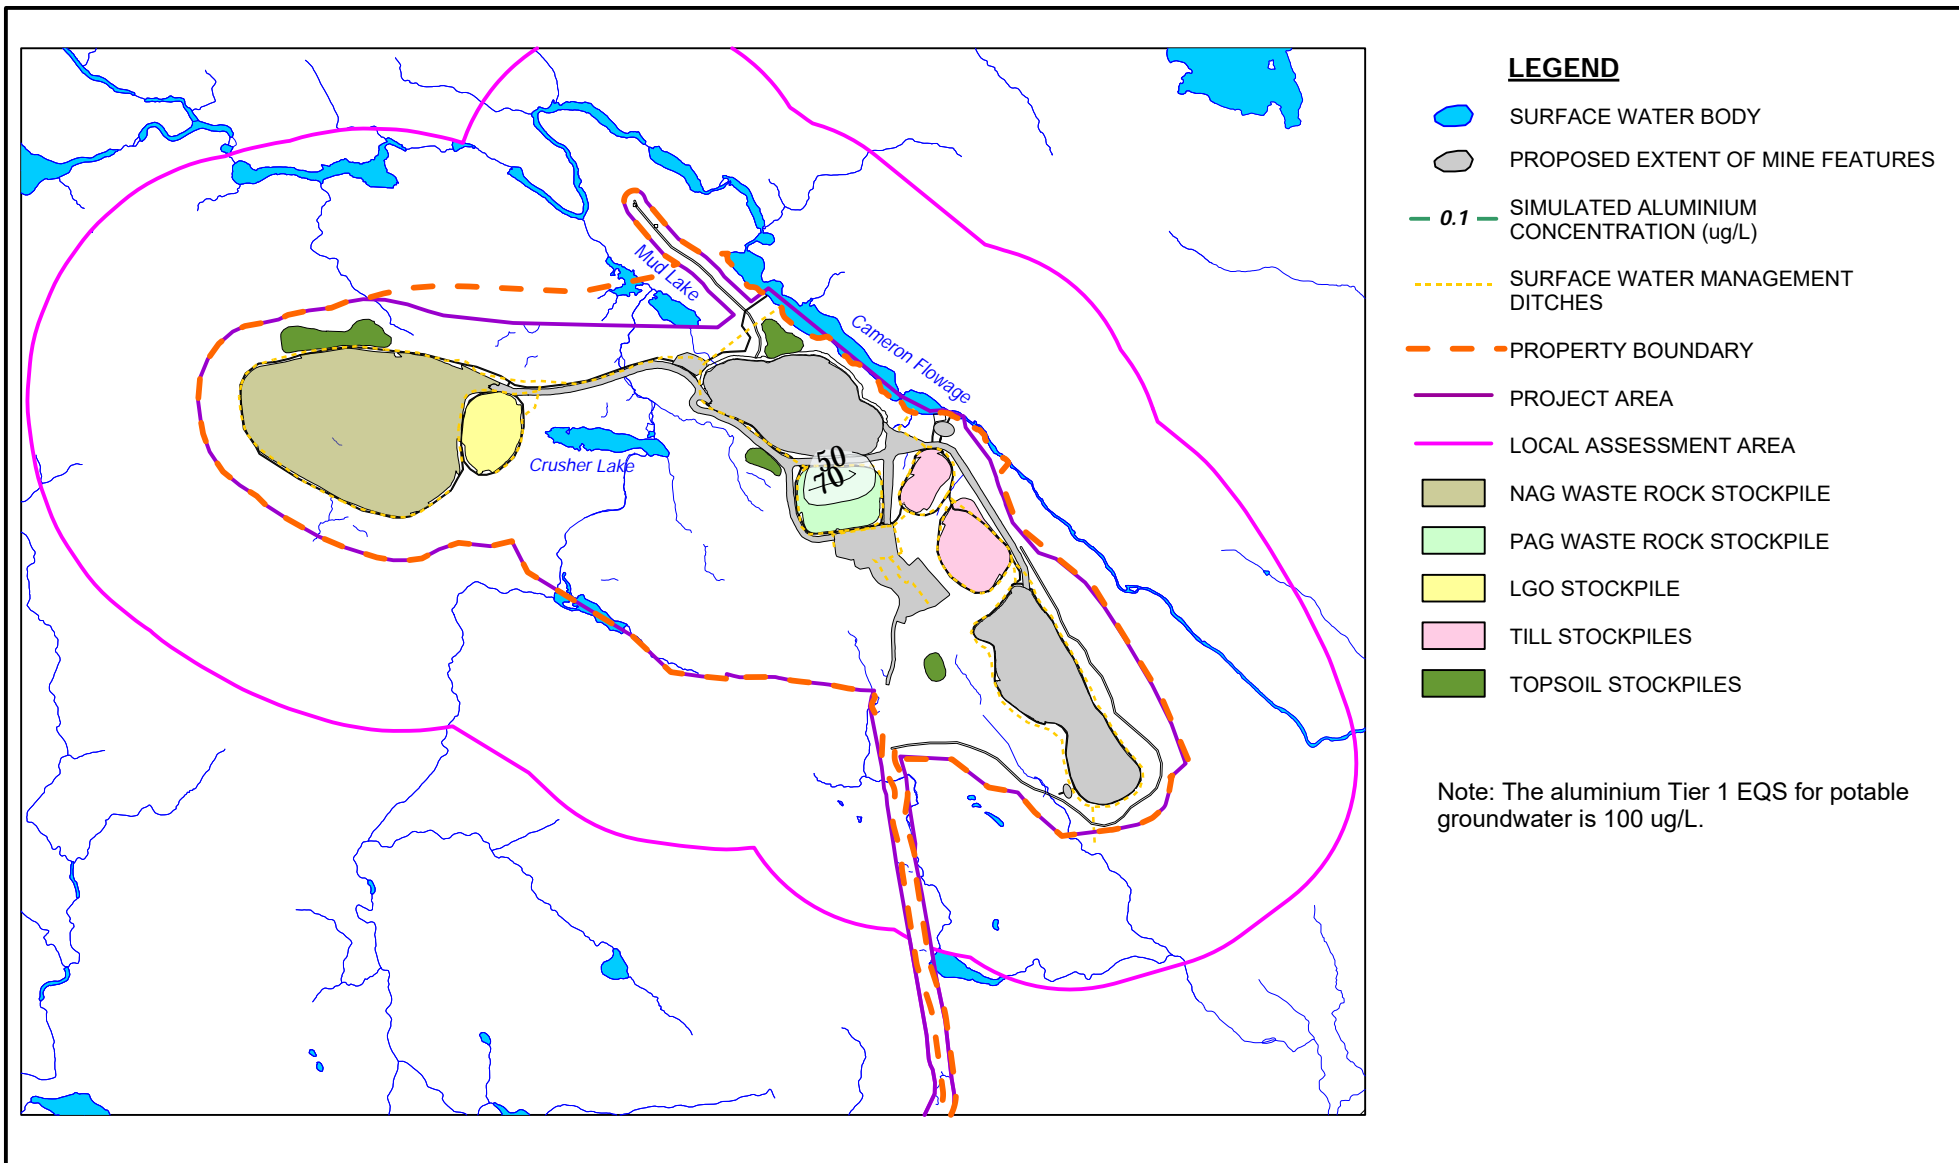 LEGEND
SURFACE WATER BODY
PROPOSED EXTENT OF MINE FEATURES
0.1
SIMULATED ALUMINIUM
CONCENTRATION (ug/L)
SURFACE WATER MANAGEMENT
DITCHES
PROPERTY BOUNDARY
PROJECT AREA
LOCAL ASSESSMENT AREA
NAG WASTE ROCK STOCKPILE
PAG WASTE ROCK STOCKPILE
LGO STOCKPILE
TILL STOCKPILES
TOPSOIL STOCKPILES
Note: The aluminium Tier 1 EQS for potable
groundwater is 100 ug/L.
Mud Lake
Cameron Flowage
Crusher Lake
50
70